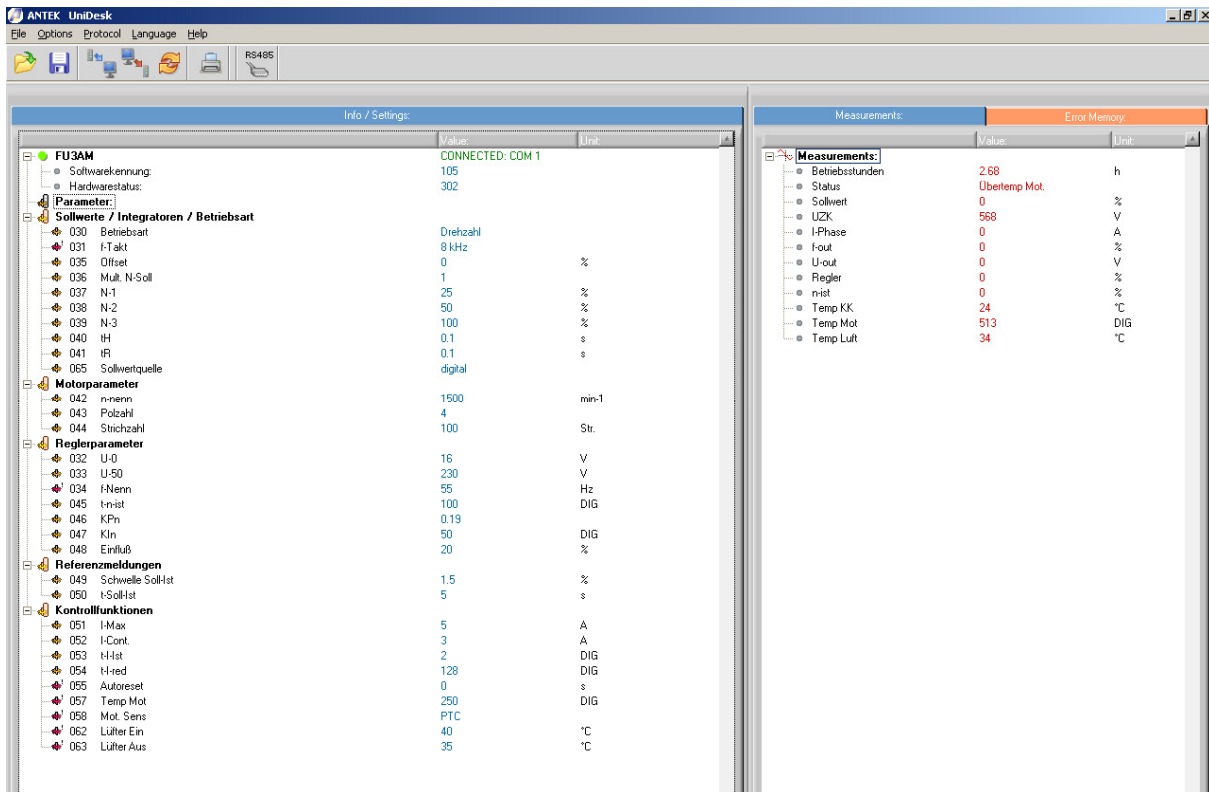 ANTEK UniDesk
File Options Protocol Language Help
RS485
Info / Settings:
Value: Unit:
FU3AM CONNECTED: COM 1
Softwarekennung: 105
Hardwarestatus: 302
Parameter:
Sollwerte / Integratoren / Betriebsart
030 Betriebsart Drehzahl
031 f-Takt 8 kHz
035 Offset 0 %
036 Mult. N-Soll 1
037 N-1 25 %
038 N-2 50 %
039 N-3 100 %
040 tH 0.1 s
041 tR 0.1 s
065 Sollwertquelle digital
Motorparameter
042 n-nenn 1500 min-1
043 Polzahl 4
044 Strichzahl 100 Str.
Reglerparameter
032 U-0 16 V
033 U-50 230 V
034 f-Nenn 55 Hz
045 t-n-ist 100 DIG
046 KPn 0.19
047 KIn 50 DIG
048 Einfluß 20 %
Referenzmeldungen
049 Schwelle Soll-Ist 1.5 %
050 t-Soll-Ist 5 s
Kontrollfunktionen
051 I-Max 5 A
052 I-Cont. 3 A
053 t-I-Ist 2 DIG
054 t-I-red 128 DIG
055 Autoreset 0 s
057 Temp Mot 250 DIG
058 Mot. Sens PTC
062 Lüfter Ein 40 °C
063 Lüfter Aus 35 °C
Measurements: Error Memory:
Value: Unit:
Measurements:
Betriebsstunden 2.68 h
Status Übertemp Mot.
Sollwert 0 %
UZK 568 V
I-Phase 0 A
f-out 0 %
U-out 0 V
Regler 0 %
n-ist 0 %
Temp KK 24 °C
Temp Mot 513 DIG
Temp Luft 34 °C